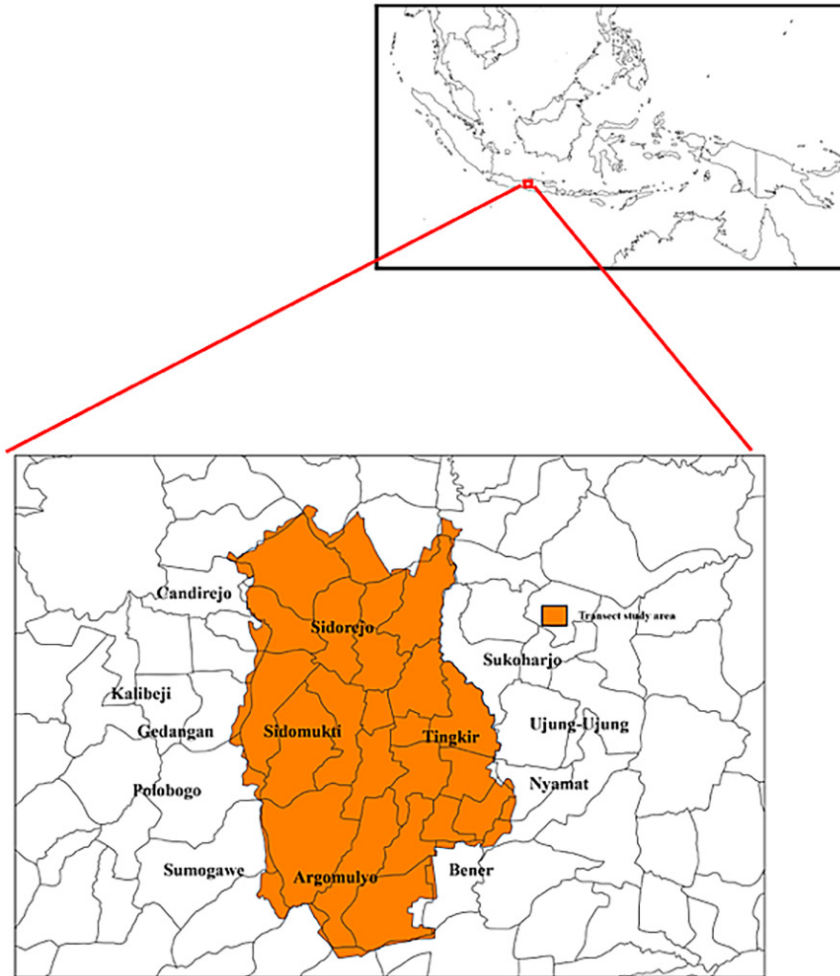 Candirejo
Sidorejo
Transect study area
Sukoharjo
Kalibeji
Gedangan
Sidomukti
Tingkir
Ujung-Ujung
Polobogo
Nyamat
Sumogawe
Argomulyo
Bener